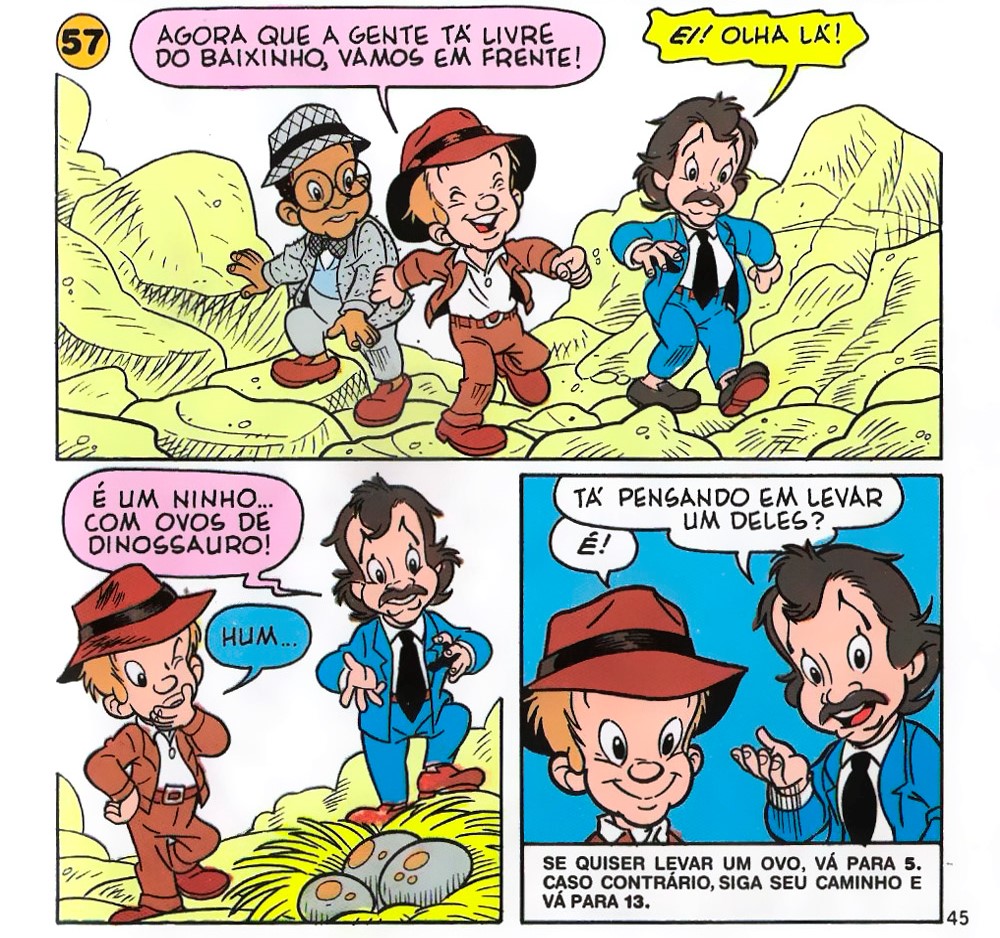 57
AGORA QUE A GENTE TÁ LIVRE
DO BAIXINHO, VAMOS EM FRENTE!
EI! OLHA LÁ!
É UM NINHO...
COM OVOS DE
DINOSSAURO!
HUM...
TÁ PENSANDO EM LEVAR
UM DELES?
É!
SE QUISER LEVAR UM OVO, VÁ PARA 5.
CASO CONTRÁRIO, SIGA SEU CAMINHO E
VÁ PARA 13.
45